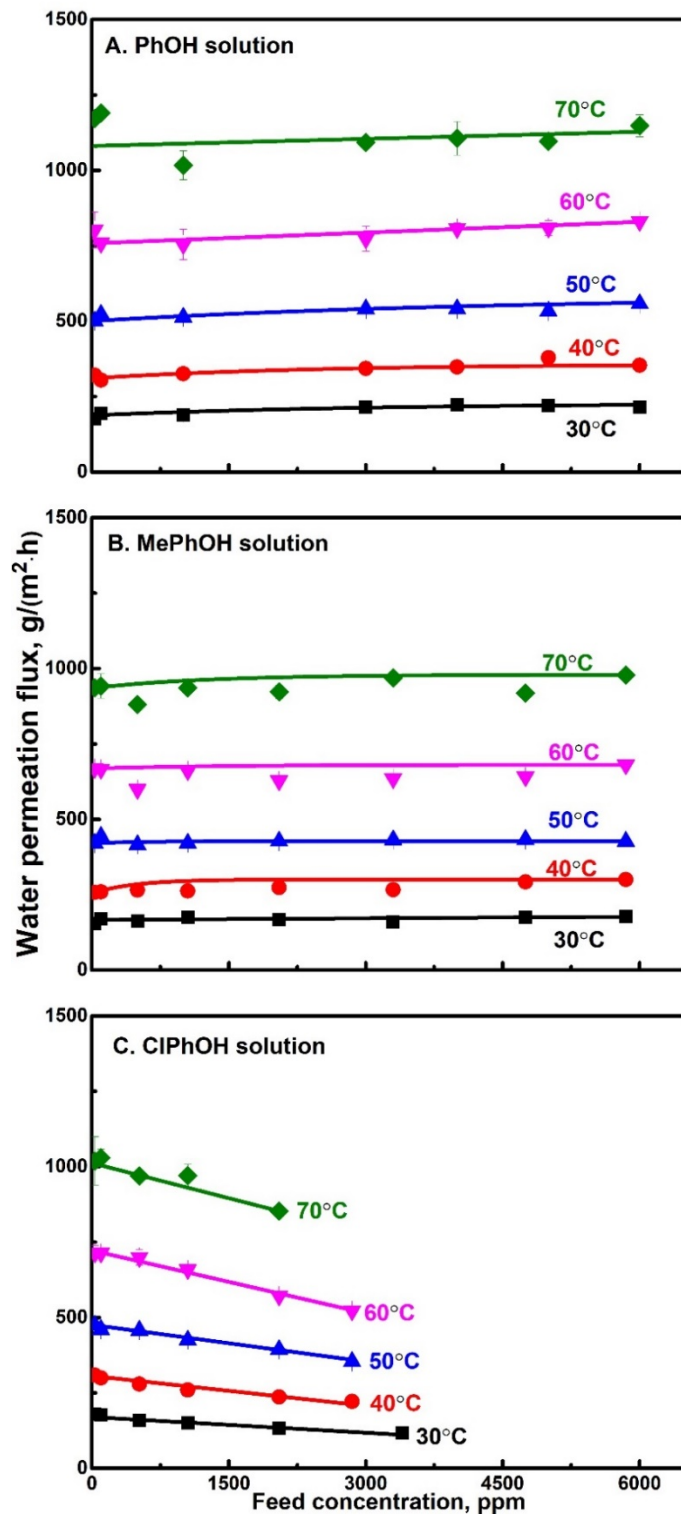 1500
A. PhOH solution
70°C
1000
60°C
50°C
500
40°C
30°C
0
1500
B. MePhOH solution
70°C
1000
60°C
50°C
500
40°C
30°C
0
1500
C. ClPhOH solution
1000
70°C
60°C
500
50°C
40°C
30°C
0
0 1500 3000 4500 6000
Feed concentration, ppm
Water permeation flux, g/(m²·h)